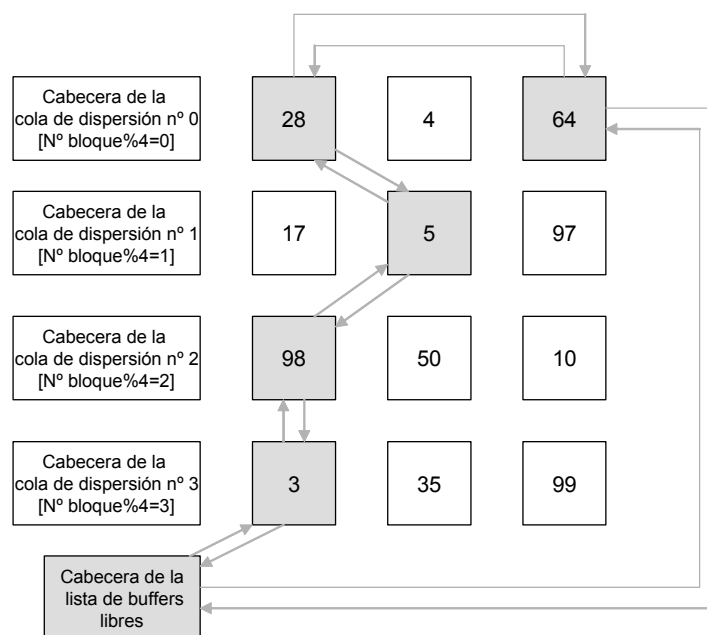 Cabecera de la
cola de dispersión nº 0
[Nº bloque%4=0]
28
4
64
Cabecera de la
cola de dispersión nº 1
[Nº bloque%4=1]
17
5
97
Cabecera de la
cola de dispersión nº 2
[Nº bloque%4=2]
98
50
10
Cabecera de la
cola de dispersión nº 3
[Nº bloque%4=3]
3
35
99
Cabecera de la
lista de buffers
libres